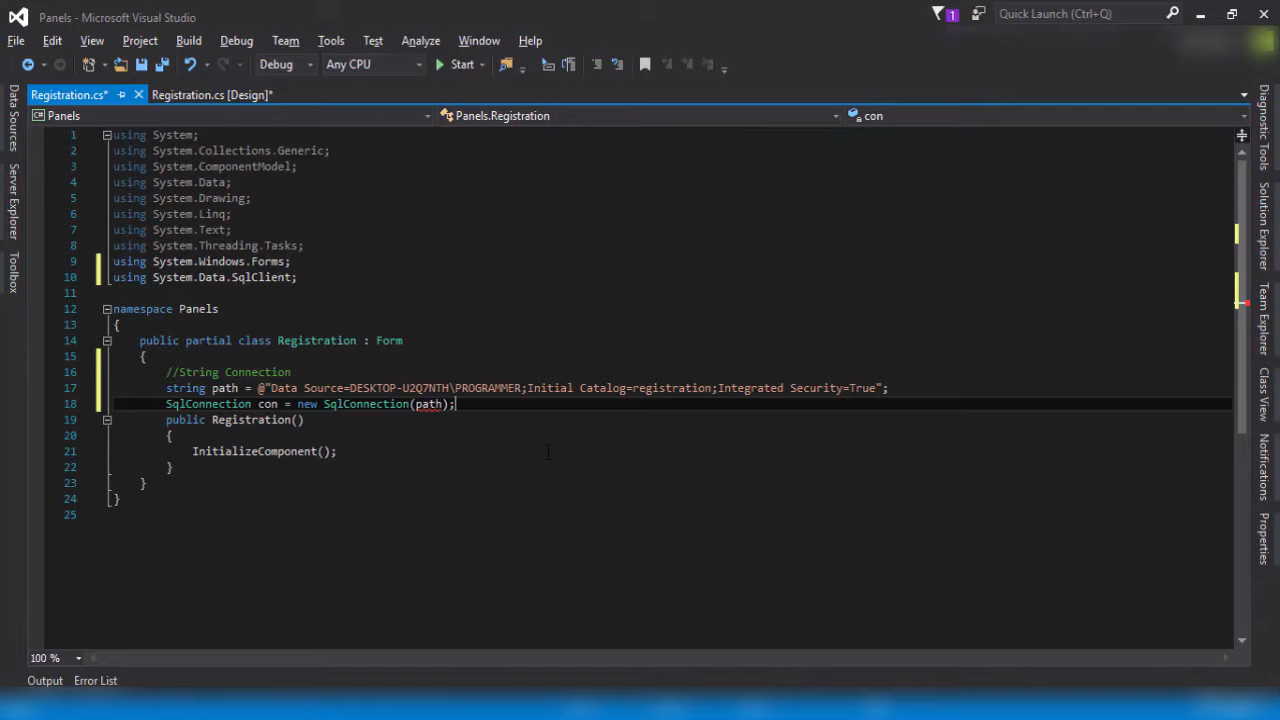 Panels - Microsoft Visual Studio
1
Quick Launch (Ctrl+Q)
File Edit View Project Build Debug Team Tools Test Analyze Window Help
Debug Any CPU Start
Registration.cs* Registration.cs [Design]*
Panels Panels.Registration con
1 using System;
2 using System.Collections.Generic;
3 using System.ComponentModel;
4 using System.Data;
5 using System.Drawing;
6 using System.Linq;
7 using System.Text;
8 using System.Threading.Tasks;
9 using System.Windows.Forms;
10 using System.Data.SqlClient;
11
12 namespace Panels
13 {
14 public partial class Registration : Form
15 {
16 //String Connection
17 string path = @"Data Source=DESKTOP-U2Q7NTH\PROGRAMMER;Initial Catalog=registration;Integrated Security=True";
18 SqlConnection con = new SqlConnection(path);
19 public Registration()
20 {
21 InitializeComponent();
22 }
23 }
24 }
25
100 %
Output Error List
Data Sources
Server Explorer
Toolbox
Diagnostic Tools
Solution Explorer
Team Explorer
Class View
Notifications
Properties